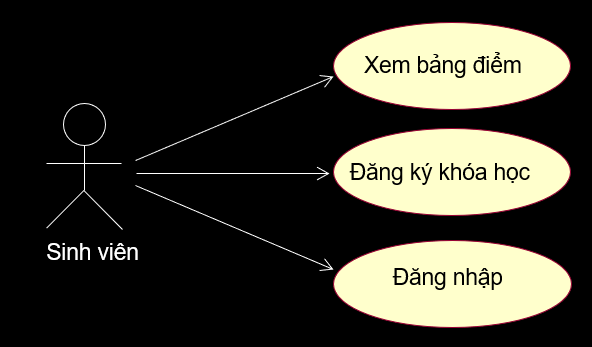 Xem bảng điểm
Đăng ký khóa học
Sinh viên
Đăng nhập